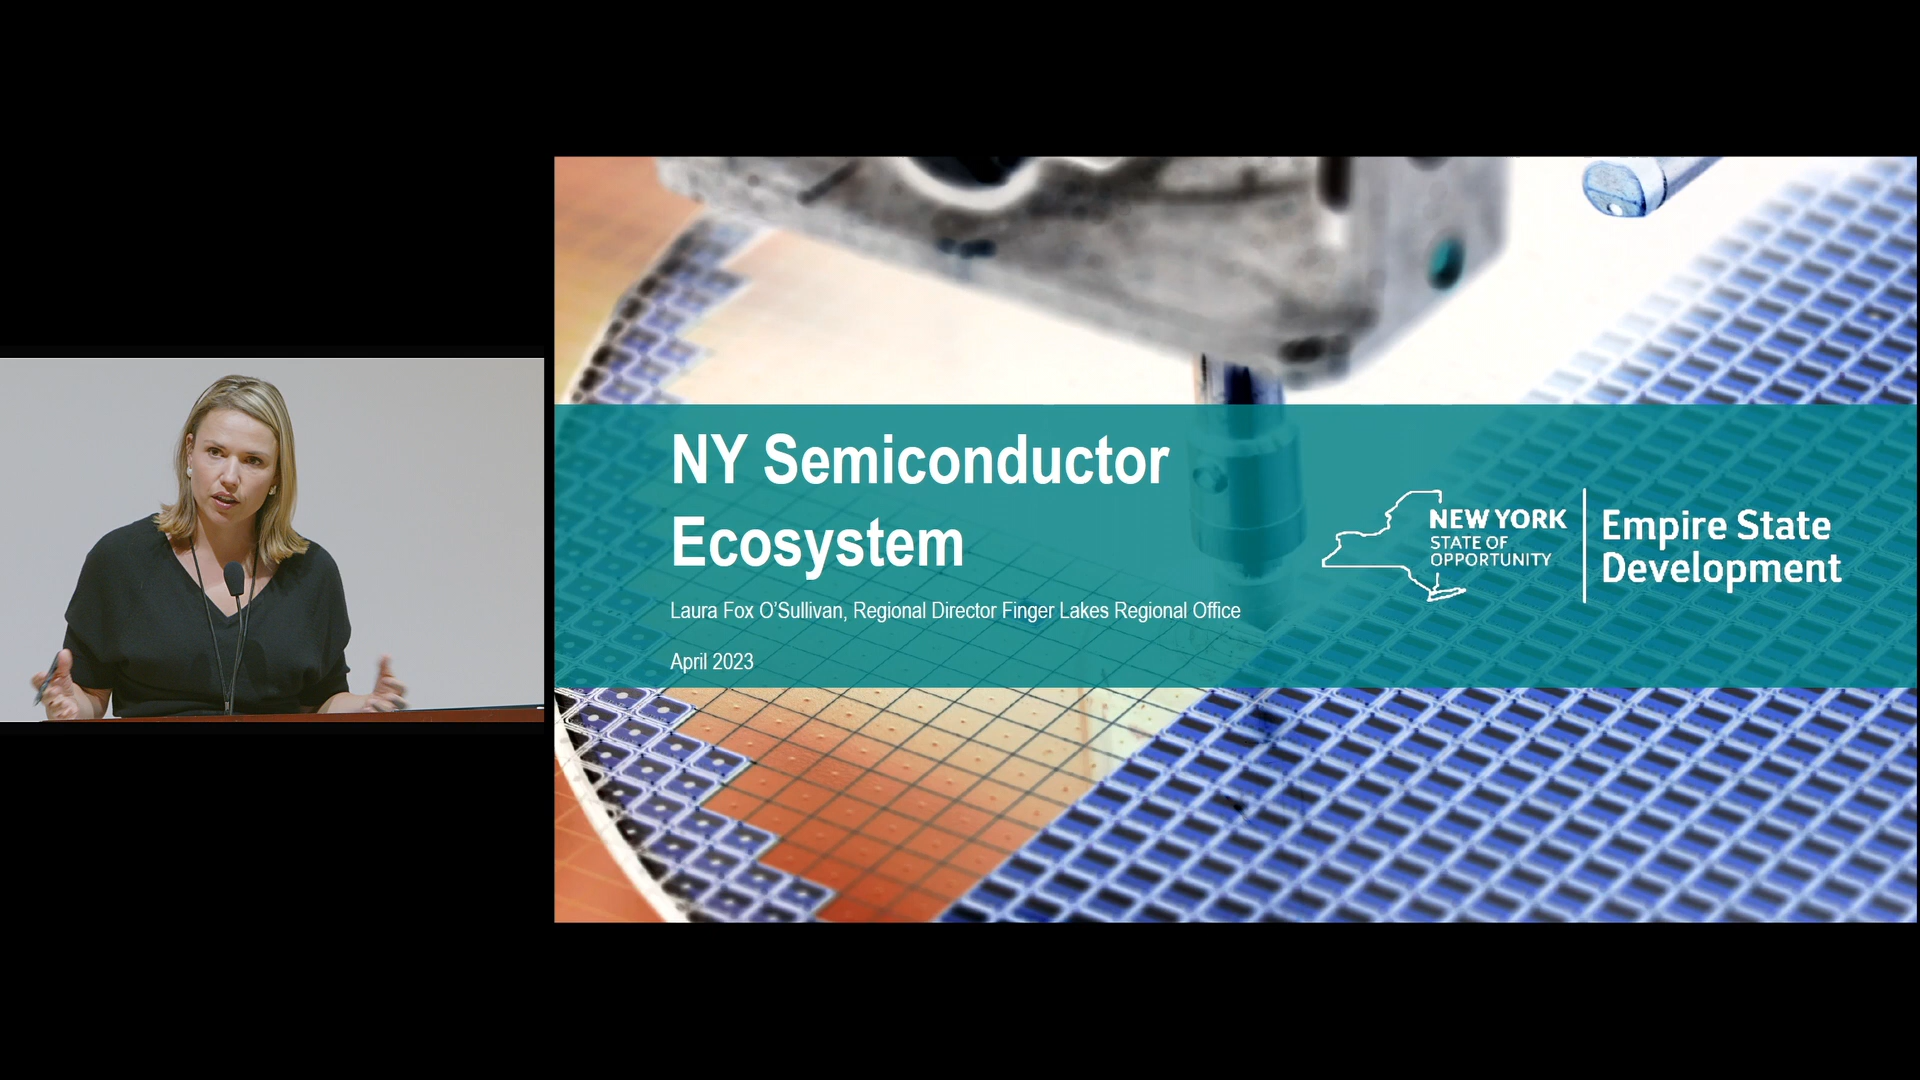 NY Semiconductor
Ecosystem
Laura Fox O'Sullivan, Regional Director Finger Lakes Regional Office
April 2023
NEW YORK
STATE OF
OPPORTUNITY
Empire State
Development